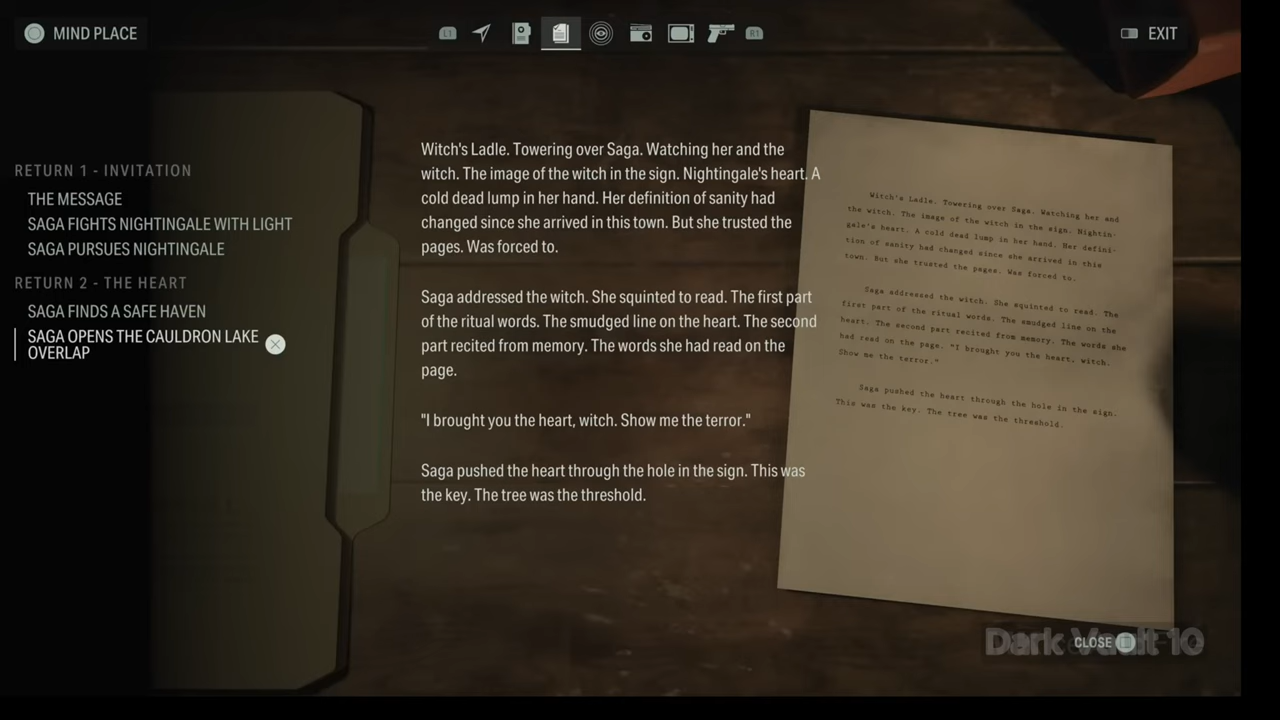 MIND PLACE
L1
R1
EXIT
RETURN 1 - INVITATION
THE MESSAGE
SAGA FIGHTS NIGHTINGALE WITH LIGHT
SAGA PURSUES NIGHTINGALE
RETURN 2 - THE HEART
SAGA FINDS A SAFE HAVEN
SAGA OPENS THE CAULDRON LAKE
OVERLAP
Witch's Ladle. Towering over Saga. Watching her and the
witch. The image of the witch in the sign. Nightingale's heart. A
cold dead lump in her hand. Her definition of sanity had
changed since she arrived in this town. But she trusted the
pages. Was forced to.
Saga addressed the witch. She squinted to read. The first part
of the ritual words. The smudged line on the heart. The second
part recited from memory. The words she had read on the
page.
"I brought you the heart, witch. Show me the terror."
Saga pushed the heart through the hole in the sign. This was
the key. The tree was the threshold.
Witch's Ladle. Towering over Saga. Watching her and
the witch. The image of the witch in the sign. Nightin-
gale's heart. A cold dead lump in her hand. Her defini-
tion of sanity had changed since she arrived in this
town. But she trusted the pages. Was forced to.
Saga addressed the witch. She squinted to read. The
first part of the ritual words. The smudged line on the
heart. The second part recited from memory. The words she
had read on the page. "I brought you the heart, witch.
Show me the terror."
Saga pushed the heart through the hole in the sign.
This was the key. The tree was the threshold.
Dark Vault 10
CLOSE